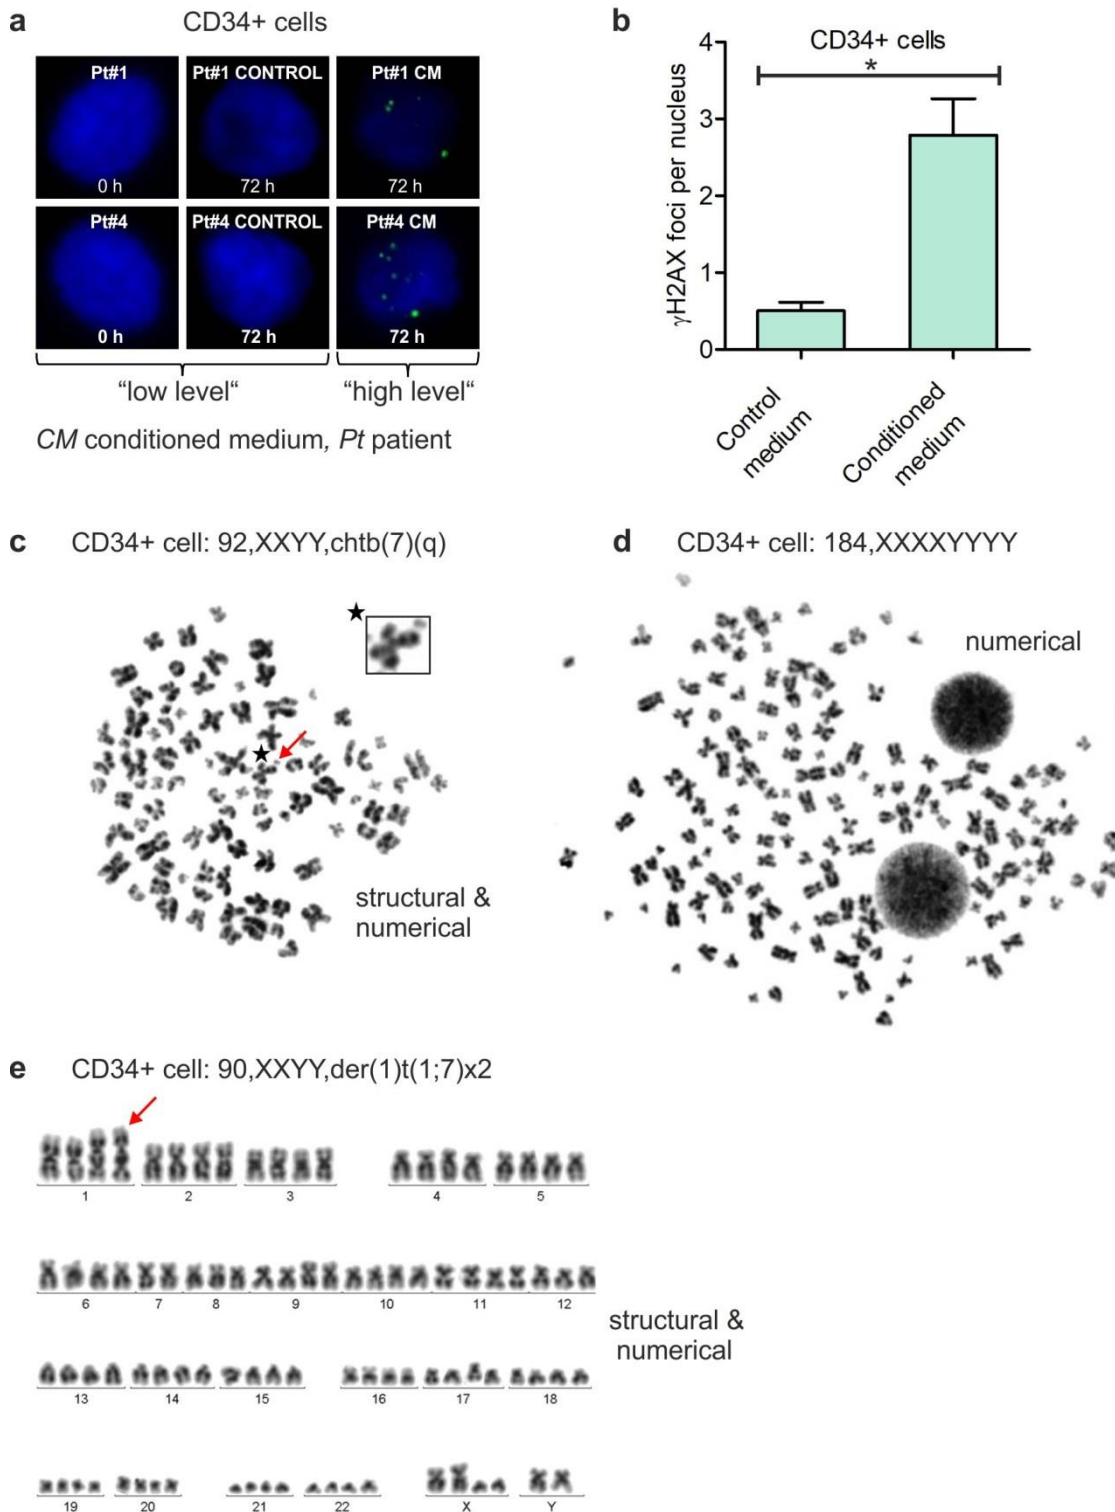 a
CD34+ cells
Pt#1
Pt#1 CONTROL
Pt#1 CM
0 h
72 h
72 h
Pt#4
Pt#4 CONTROL
Pt#4 CM
0 h
72 h
72 h
“low level“
“high level“
CM conditioned medium, Pt patient
b
CD34+ cells
*
γH2AX foci per nucleus
4
3
2
1
0
Control
medium
Conditioned
medium
c CD34+ cell: 92,XXYY,chtb(7)(q)
structural &
numerical
d CD34+ cell: 184,XXXXYYYY
numerical
e CD34+ cell: 90,XXYY,der(1)t(1;7)x2
1 2 3 4 5
6 7 8 9 10 11 12
structural &
numerical
13 14 15 16 17 18
19 20 21 22 X Y